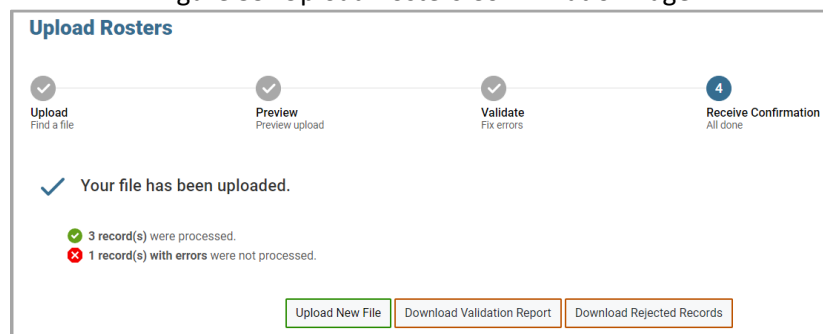 Upload Rosters
4
Upload Preview Validate Receive Confirmation
Find a file Preview upload Fix errors All done
Your file has been uploaded.
3 record(s) were processed.
1 record(s) with errors were not processed.
Upload New File Download Validation Report Download Rejected Records